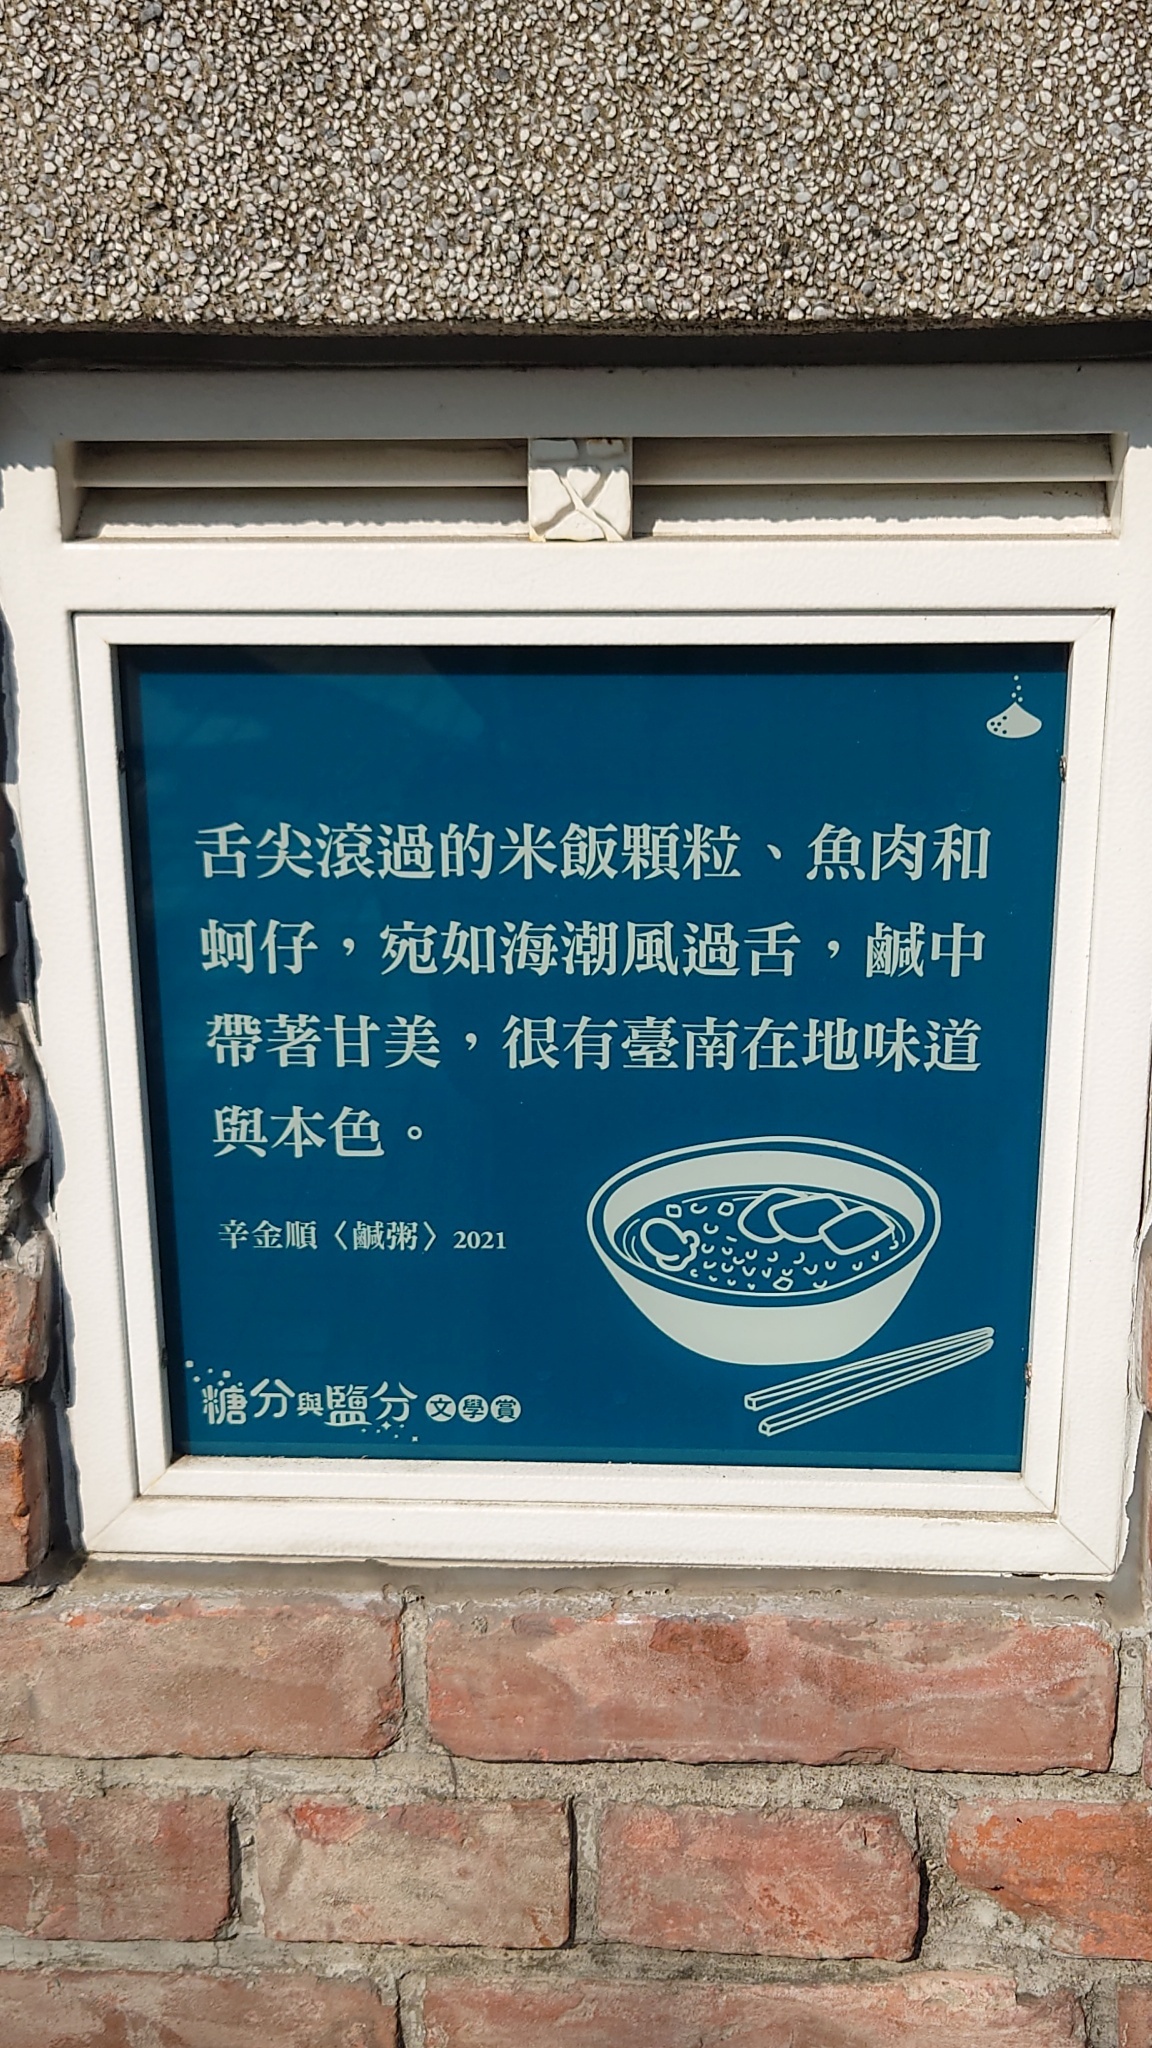 舌尖滾過的米飯顆粒、魚肉和
蚵仔，宛如海潮風過舌，鹹中
帶著甘美，很有臺南在地味道
與本色。
辛金順〈鹹粥〉2021
糖分與鹽分文學賞